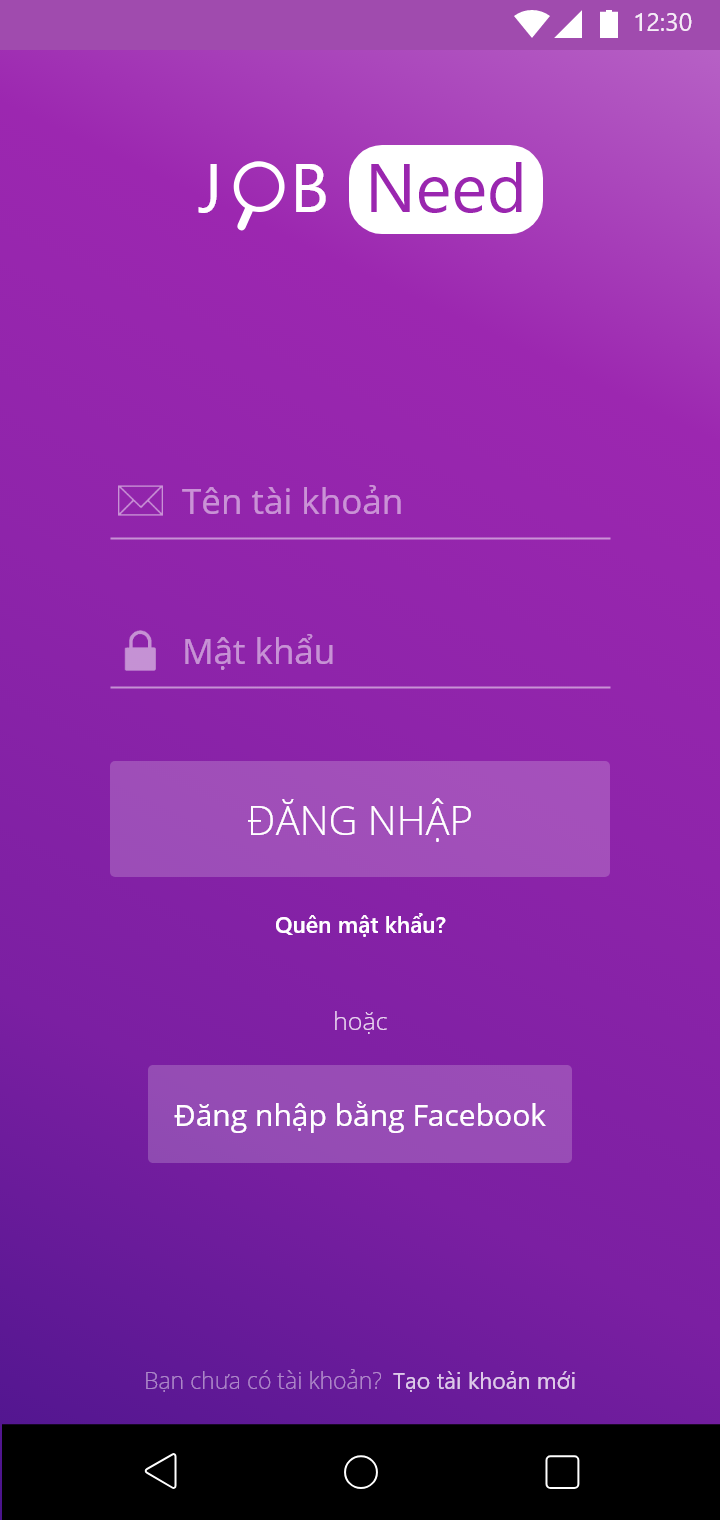 12:30
JOB Need
Tên tài khoản
Mật khẩu
ĐĂNG NHẬP
Quên mật khẩu?
hoặc
Đăng nhập bằng Facebook
Bạn chưa có tài khoản? Tạo tài khoản mới